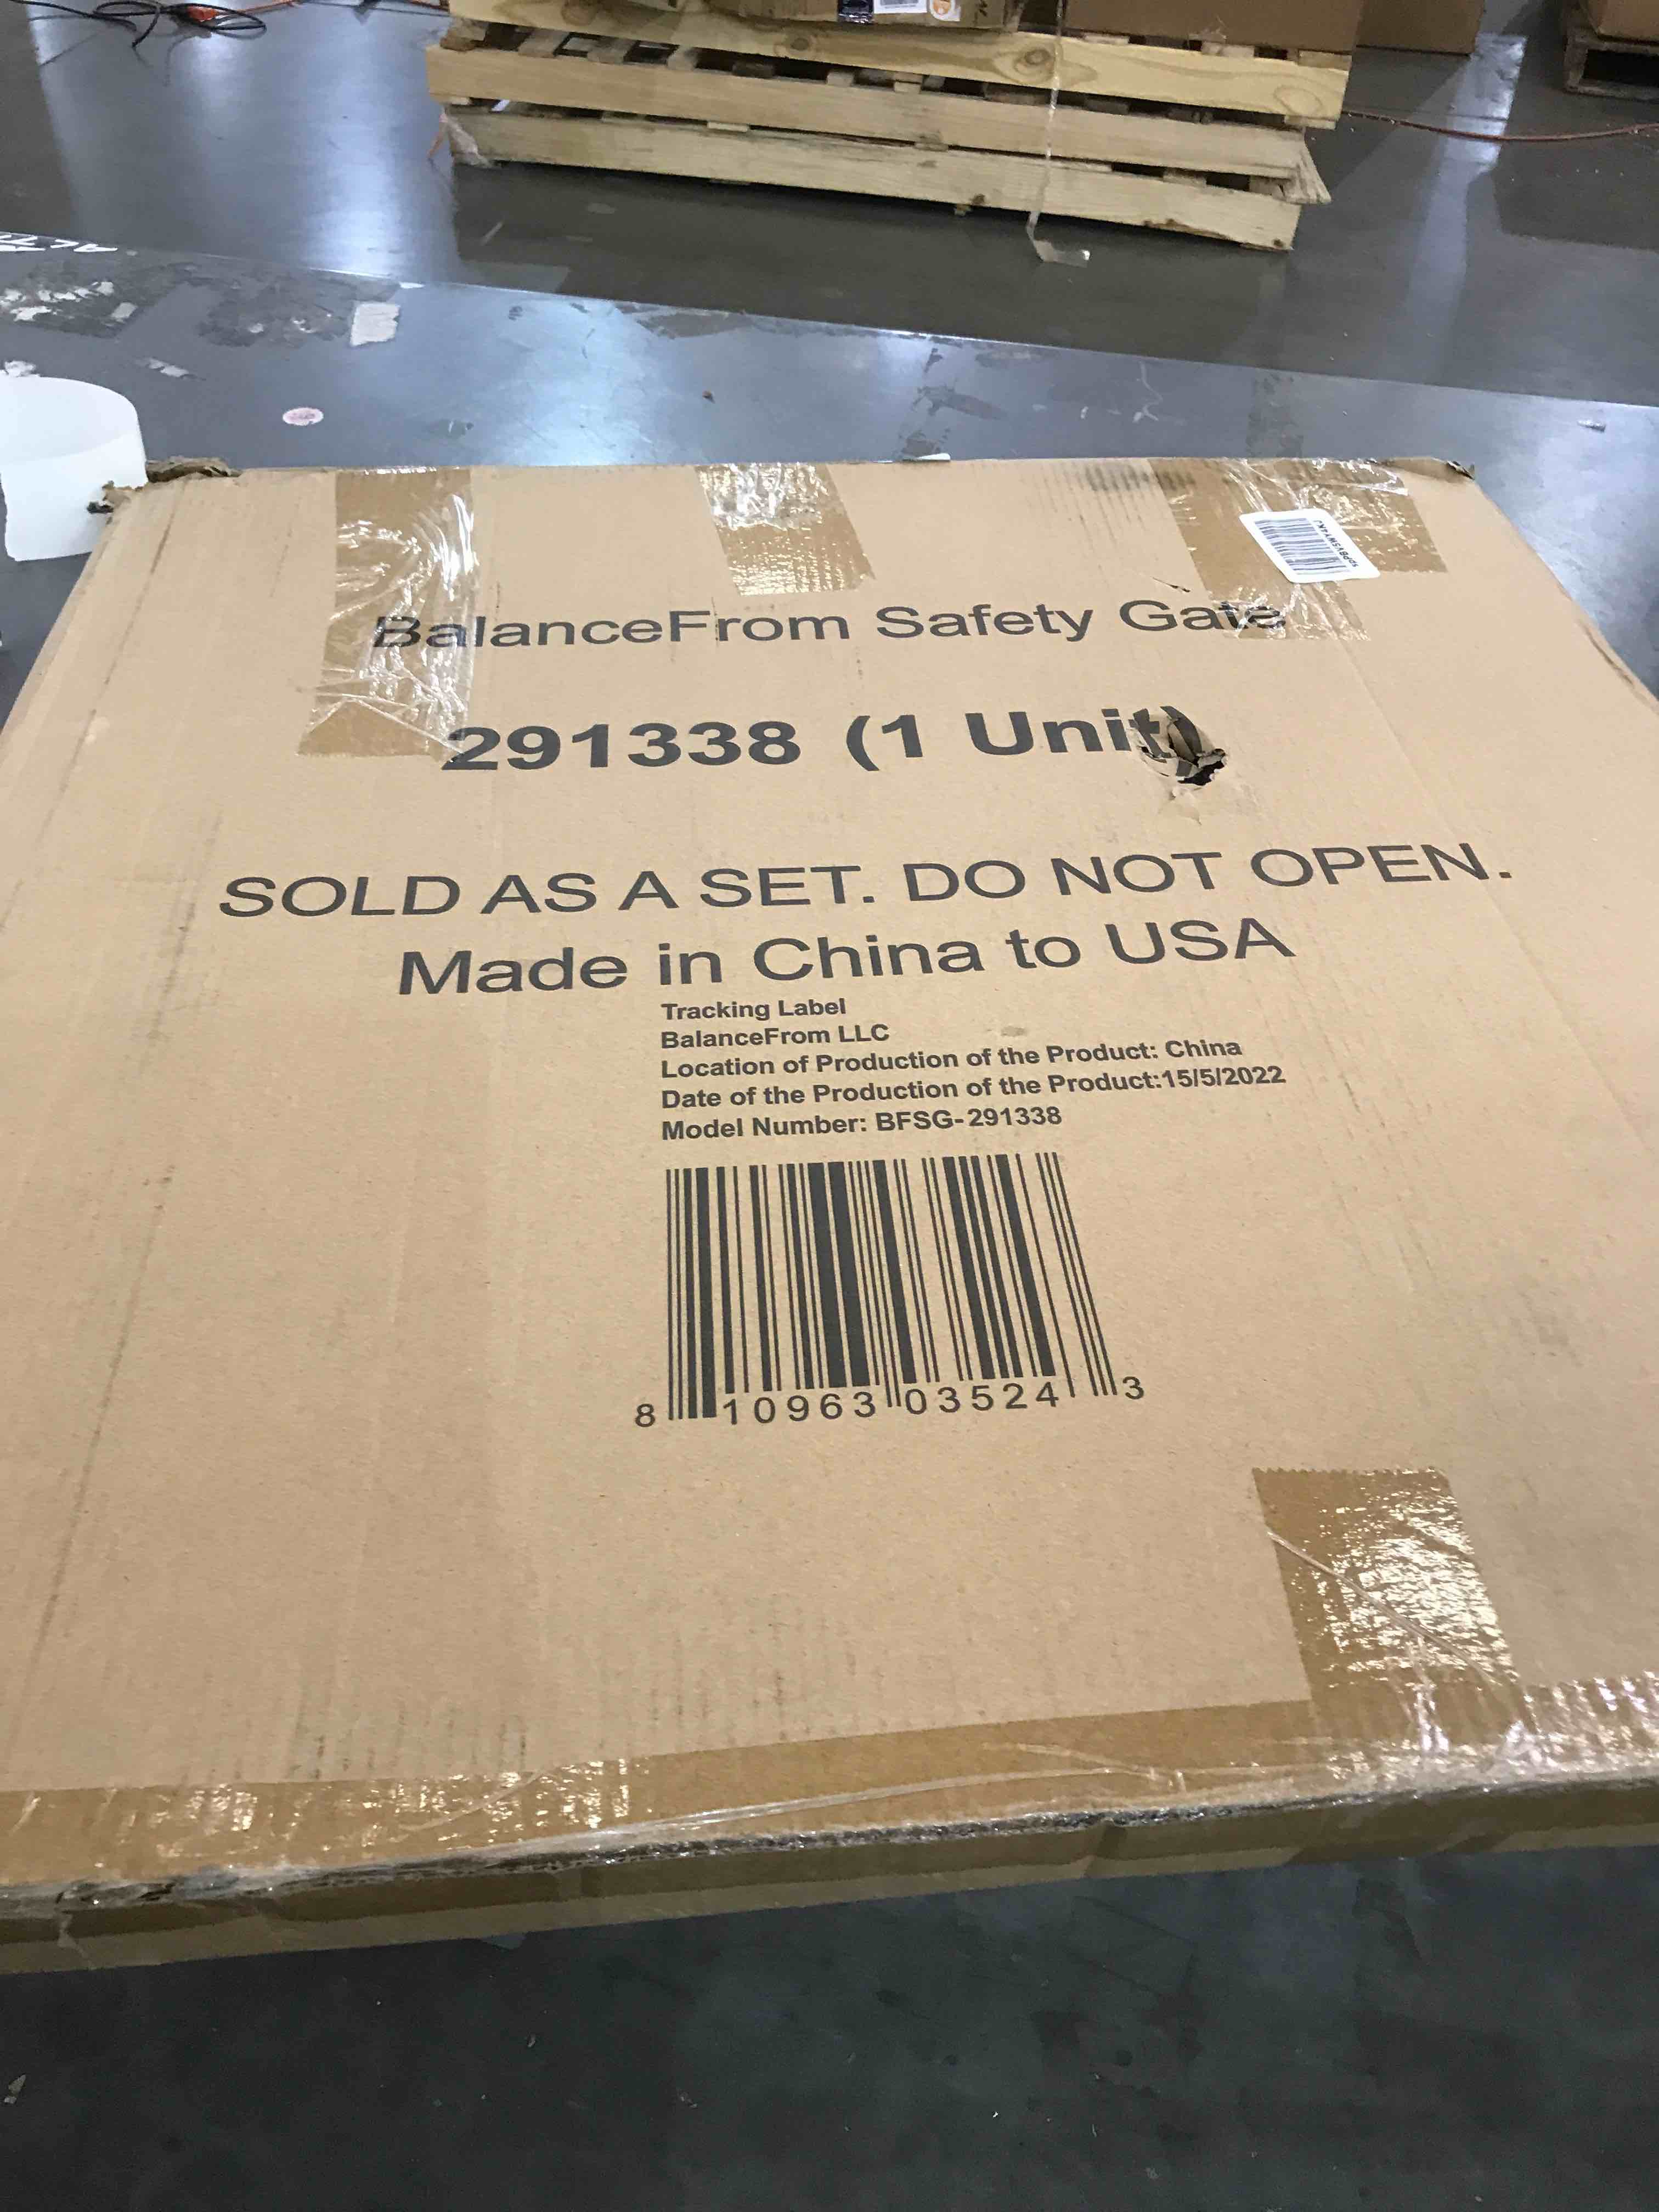 BalanceFrom Safety Gate
291338 (1 Unit)
SOLD AS A SET. DO NOT OPEN.
Made in China to USA
Tracking Label
BalanceFrom LLC
Location of Production of the Product: China
Date of the Production of the Product:15/5/2022
Model Number: BFSG-291338
8 10963 03524 3